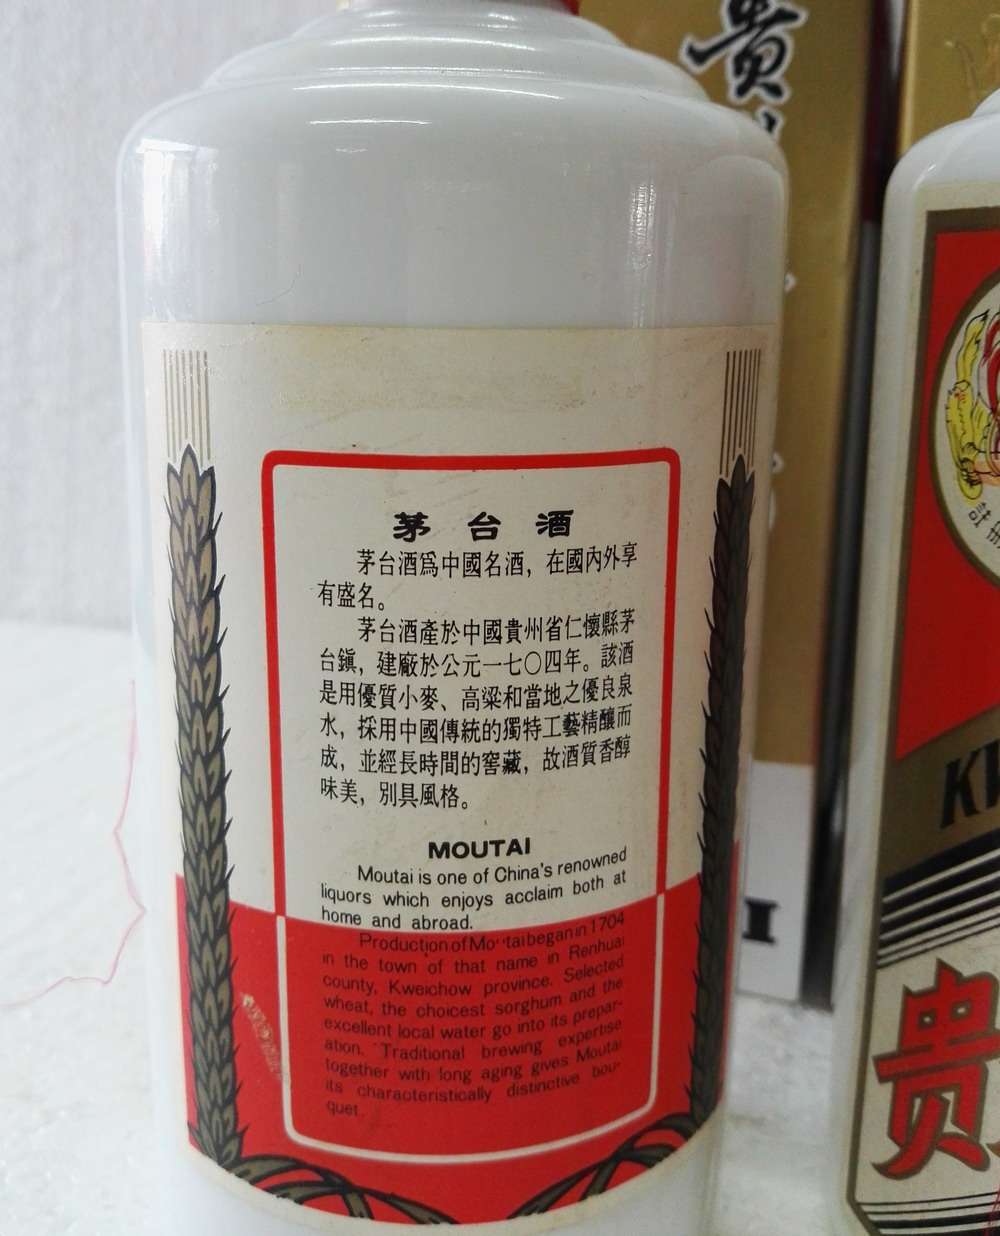 貴
茅台酒
茅台酒爲中國名酒，在國內外享
有盛名。
茅台酒產於中國貴州省仁懷縣茅
台鎭，建廠於公元一七〇四年。該酒
是用優質小麥、高粱和當地之優良泉
水，採用中國傳統的獨特工藝精釀而
成，並經長時間的窖藏，故酒質香醇
味美，別具風格。
MOUTAI
Moutai is one of China's renowned
liquors which enjoys acclaim both at
home and abroad.
Production of Moutai began in 1704
in the town of that name in Renhuai
county, Kweichow province. Selected
wheat, the choicest sorghum and the
excellent local water go into its prepar-
ation. Traditional brewing expertise
together with long aging gives Moutai
its characteristically distinctive bou-
quet.
贵